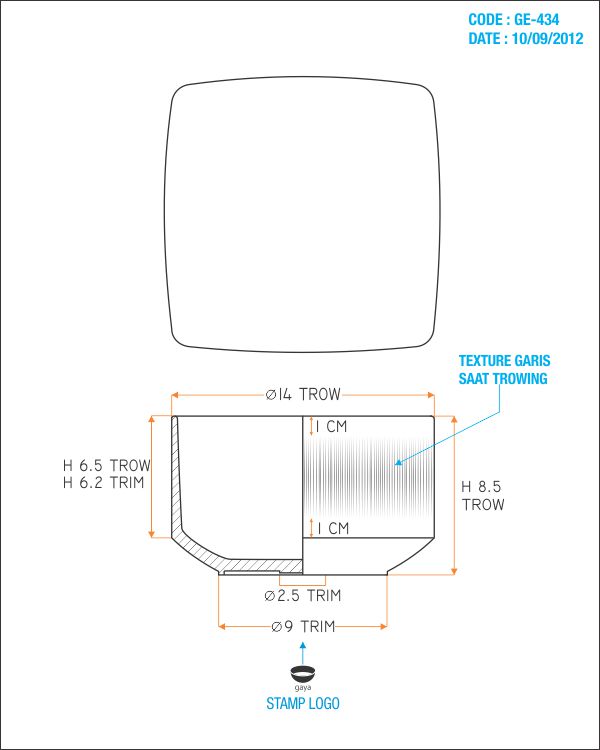 CODE : GE-434
DATE : 10/09/2012
TEXTURE GARIS
SAAT TROWING
Ø14 TROW
1 CM
H 6.5 TROW
H 6.2 TRIM
H 8.5
TROW
1 CM
Ø2.5 TRIM
Ø9 TRIM
gaya
STAMP LOGO